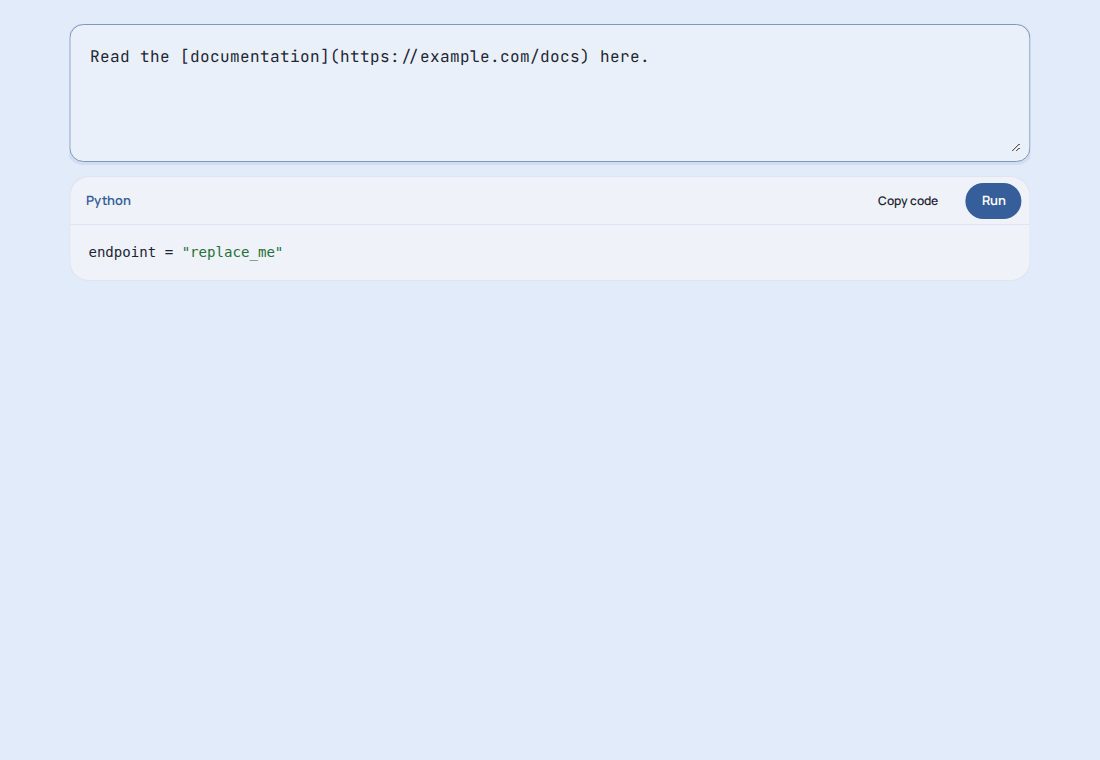 Read the [documentation](https://example.com/docs) here.
Python
Copy code
Run
endpoint = "replace_me"